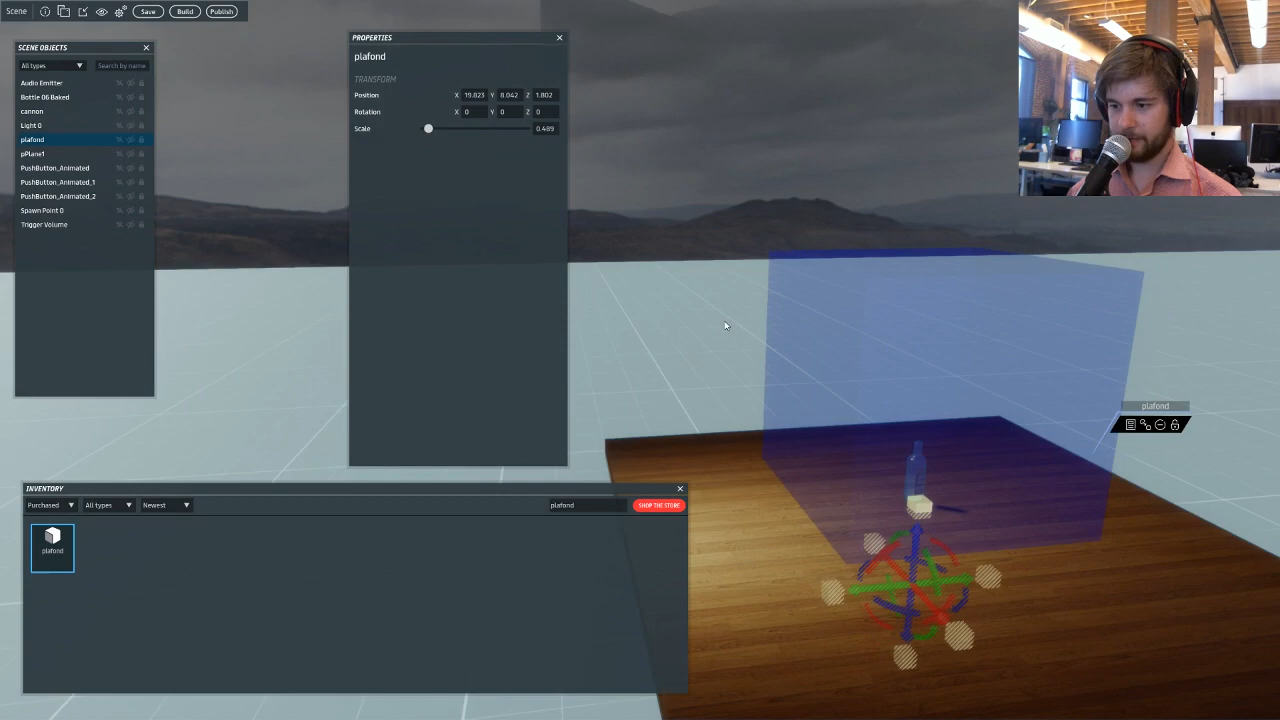 Scene
Save
Build
Publish
SCENE OBJECTS
All types
Search by name
Audio Emitter
Bottle 06 Baked
cannon
Light 0
plafond
pPlane1
PushButton_Animated
PushButton_Animated_1
PushButton_Animated_2
Spawn Point 0
Trigger Volume
PROPERTIES
plafond
TRANSFORM
Position X 19.823 Y 8.042 Z 1.802
Rotation X 0 Y 0 Z 0
Scale 0.489
plafond
INVENTORY
Purchased All types Newest plafond SHOP THE STORE
plafond